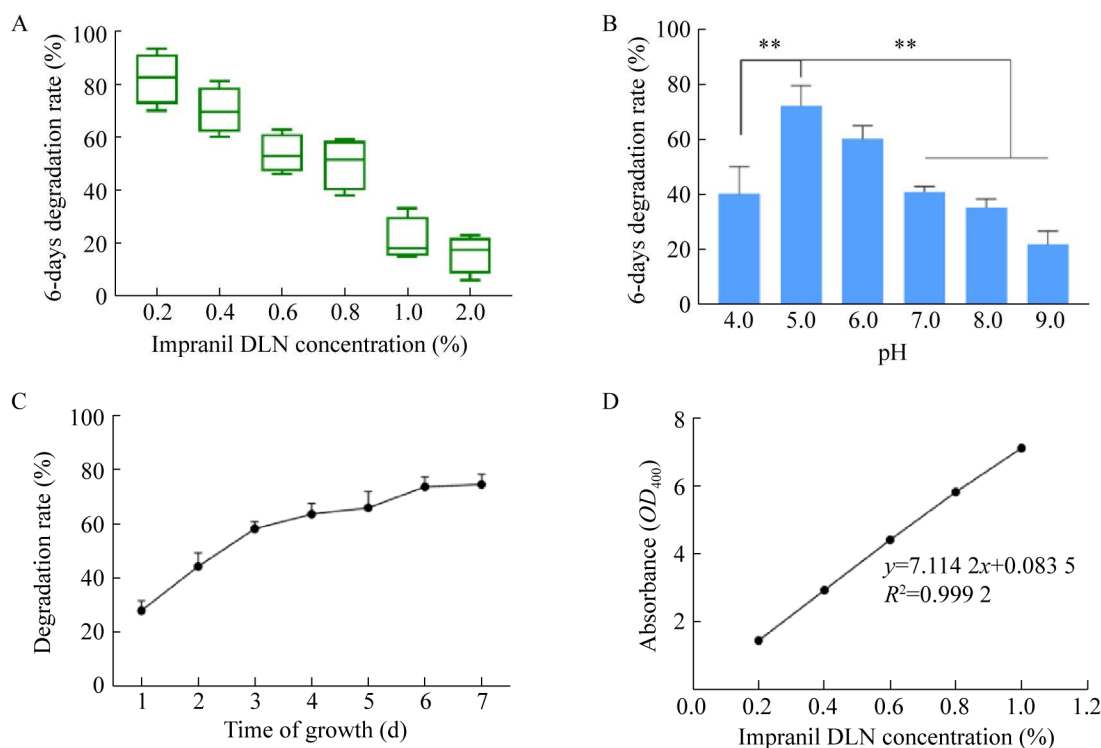 A
6-days degradation rate (%)
100
80
60
40
20
0
0.2 0.4 0.6 0.8 1.0 2.0
Impranil DLN concentration (%)
B
6-days degradation rate (%)
100
80
60
40
20
0
** **
4.0 5.0 6.0 7.0 8.0 9.0
pH
C
Degradation rate (%)
100
80
60
40
20
0
1 2 3 4 5 6 7
Time of growth (d)
D
Absorbance (OD400)
8
6
4
2
y=7.114 2x+0.083 5
R²=0.999 2
0.0 0.2 0.4 0.6 0.8 1.0 1.2
Impranil DLN concentration (%)